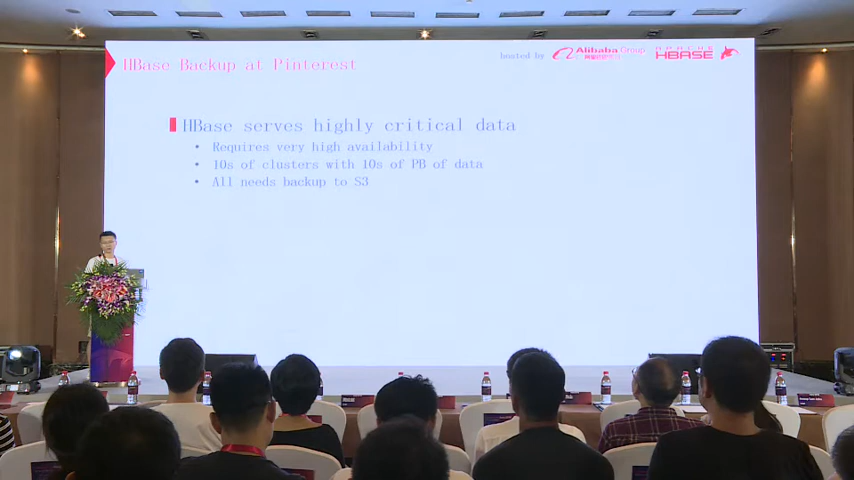 HBase Backup at Pinterest
hosted by
Alibaba Group
APACHE
HBASE
HBase serves highly critical data
• Requires very high availability
• 10s of clusters with 10s of PB of data
• All needs backup to S3